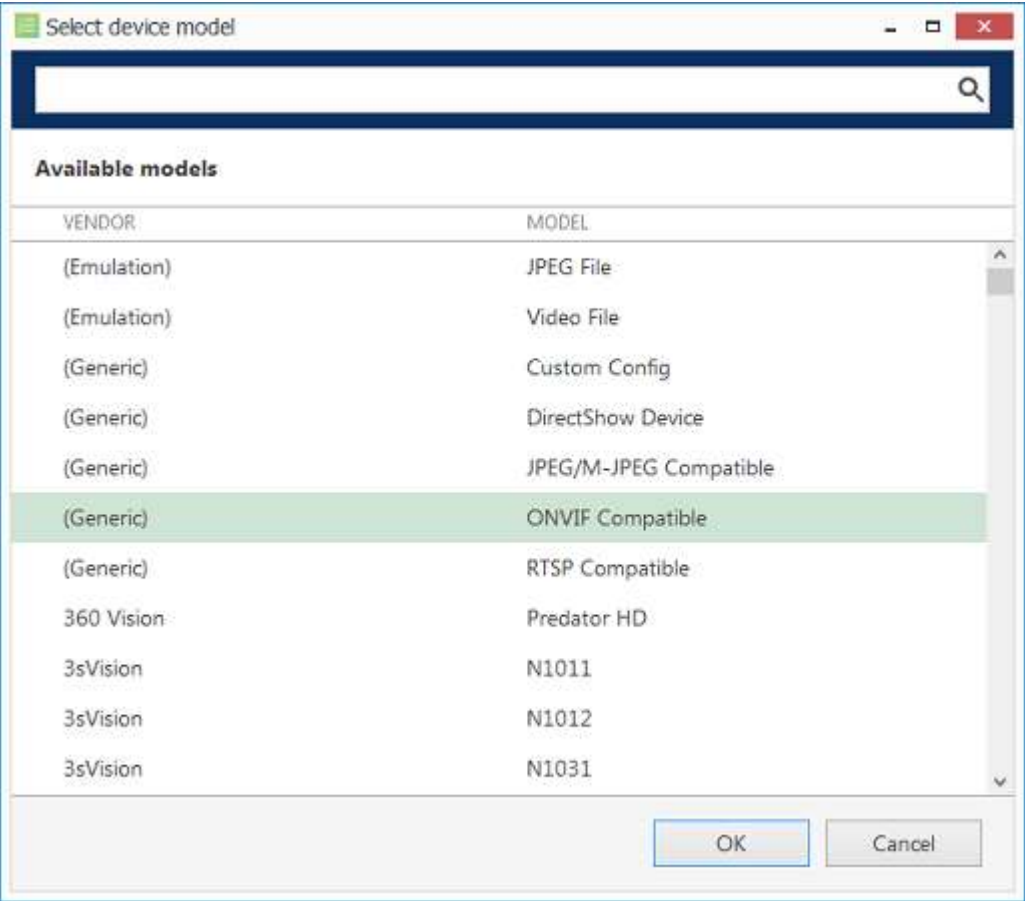 Select device model
Available models
VENDOR MODEL
(Emulation) JPEG File
(Emulation) Video File
(Generic) Custom Config
(Generic) DirectShow Device
(Generic) JPEG/M-JPEG Compatible
(Generic) ONVIF Compatible
(Generic) RTSP Compatible
360 Vision Predator HD
3sVision N1011
3sVision N1012
3sVision N1031
OK Cancel